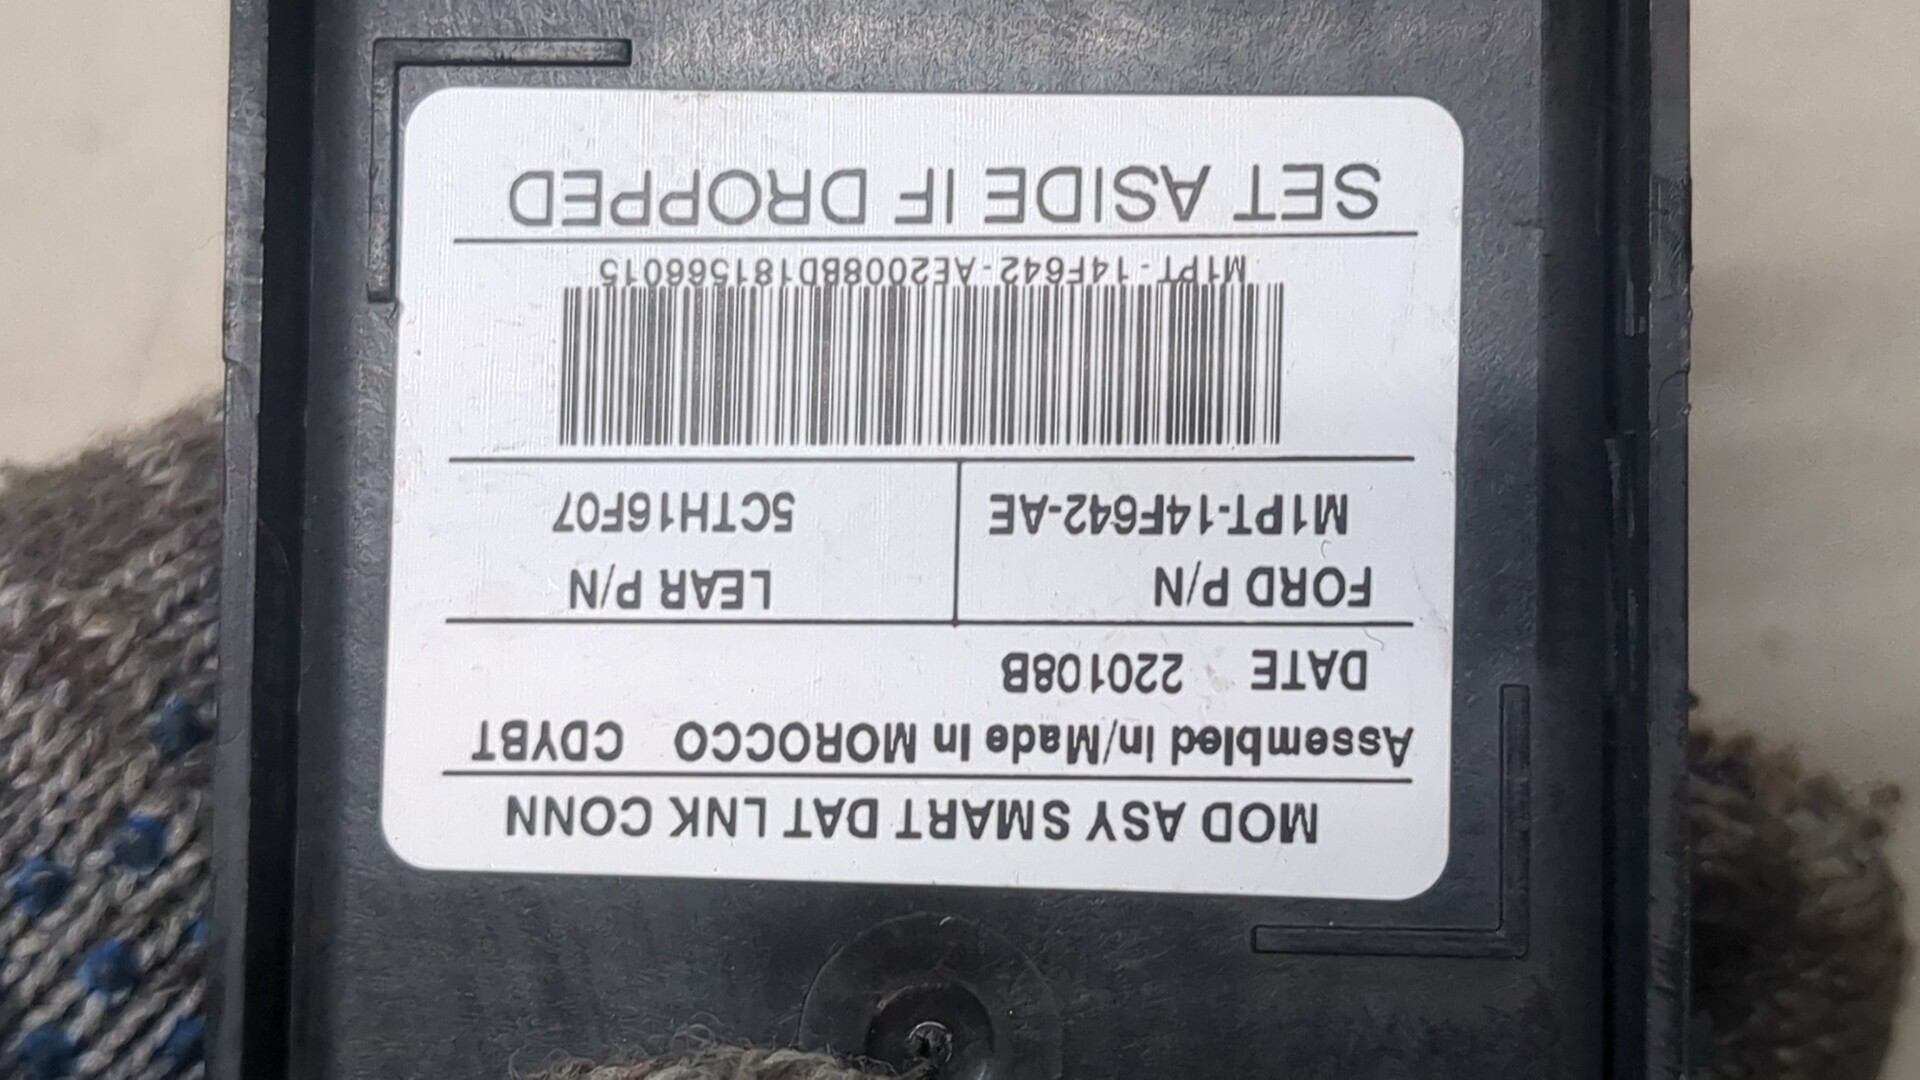 MOD ASY SMART DAT LNK CONN
Assembled in/Made In MOROCCO CDYBT
DATE 220108B
FORD P/N LEAR P/N
M1PT-14F642-AE 5CTH16F07
M1PT-14F642-AE2008BD181566015
SET ASIDE IF DROPPED